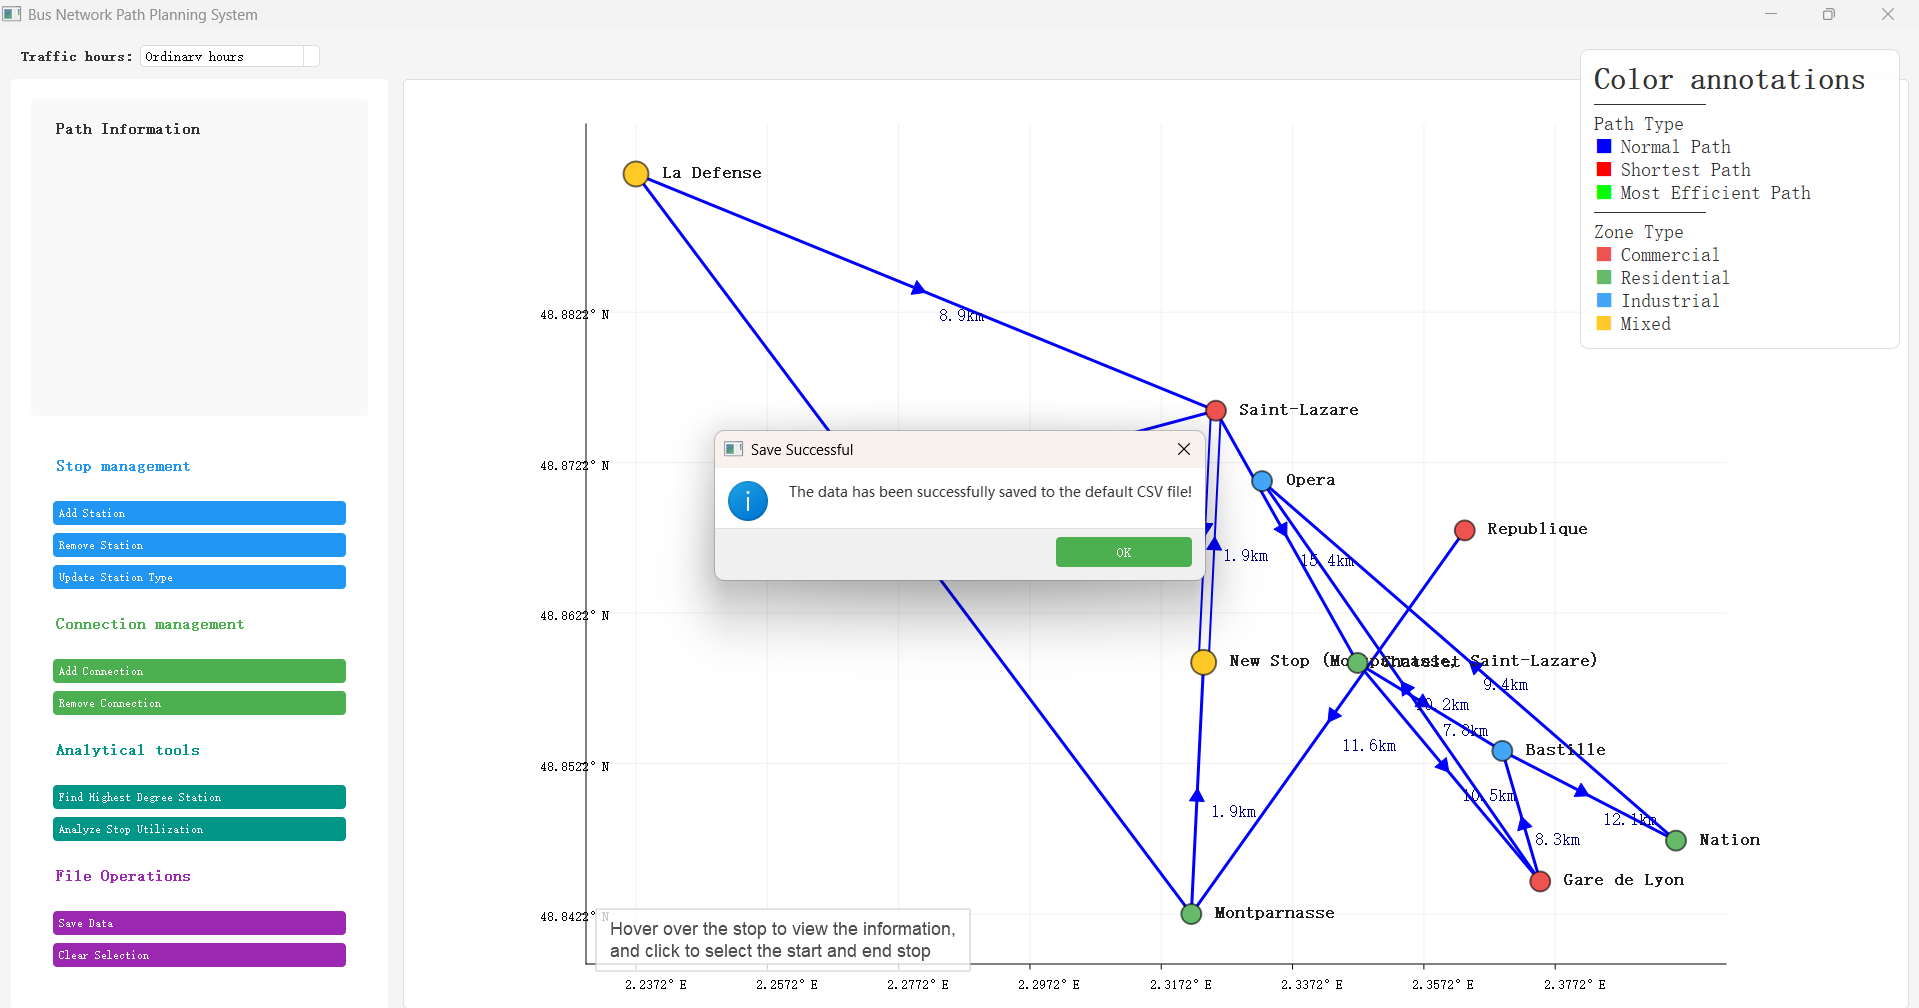 Bus Network Path Planning System
Traffic hours: Ordinary hours
Path Information
Stop management
Add Station
Remove Station
Update Station Type
Connection management
Add Connection
Remove Connection
Analytical tools
Find Highest Degree Station
Analyze Stop Utilization
File Operations
Save Data
Clear Selection
Color annotations
Path Type
Normal Path
Shortest Path
Most Efficient Path
Zone Type
Commercial
Residential
Industrial
Mixed
La Defense
48.8822° N
8.9km
Saint-Lazare
Save Successful
48.8722° N
Opera
The data has been successfully saved to the default CSV file!
Republique
OK
1.9km
15.4km
48.8622° N
New Stop (Montparnasse, Saint-Lazare)
Chatelet
9.4km
10.2km
7.8km
11.6km
Bastille
48.8522° N
10.5km
1.9km
12.1km
8.3km
Nation
Gare de Lyon
Montparnasse
48.8422° N
Hover over the stop to view the information,
and click to select the start and end stop
2.2372° E
2.2572° E
2.2772° E
2.2972° E
2.3172° E
2.3372° E
2.3572° E
2.3772° E